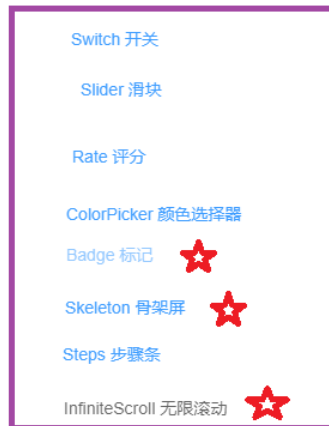 Switch 开关
Slider 滑块
Rate 评分
ColorPicker 颜色选择器
Badge 标记
Skeleton 骨架屏
Steps 步骤条
InfiniteScroll 无限滚动